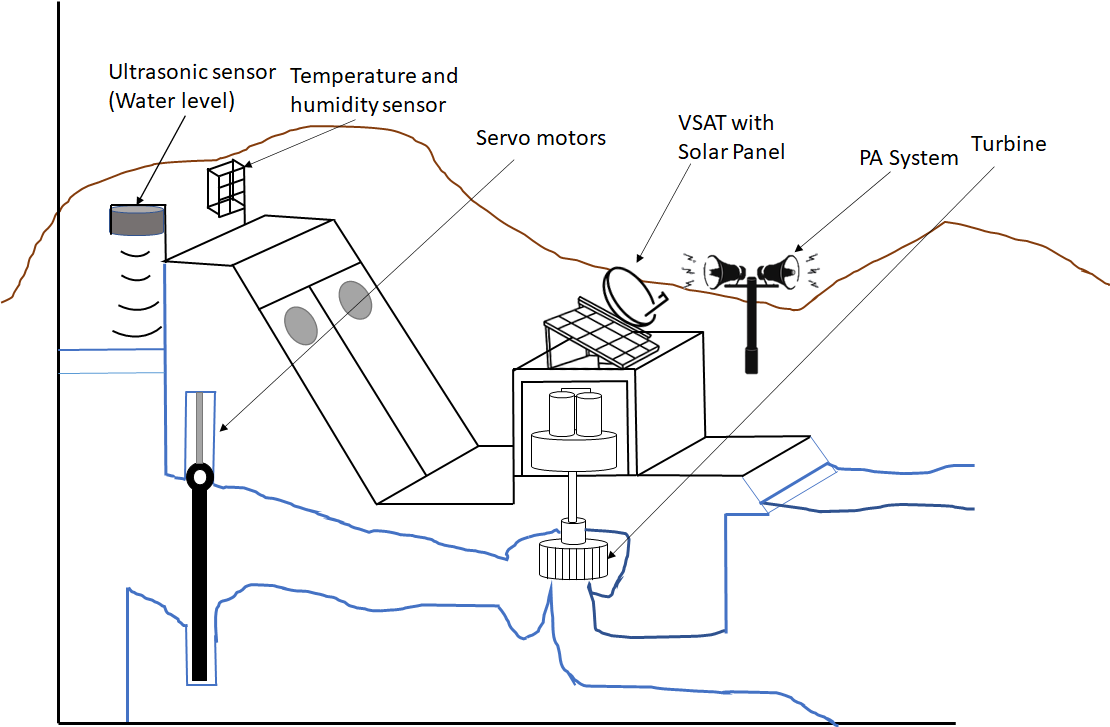 Ultrasonic sensor
(Water level)
Temperature and
humidity sensor
Servo motors
VSAT with
Solar Panel
PA System
Turbine